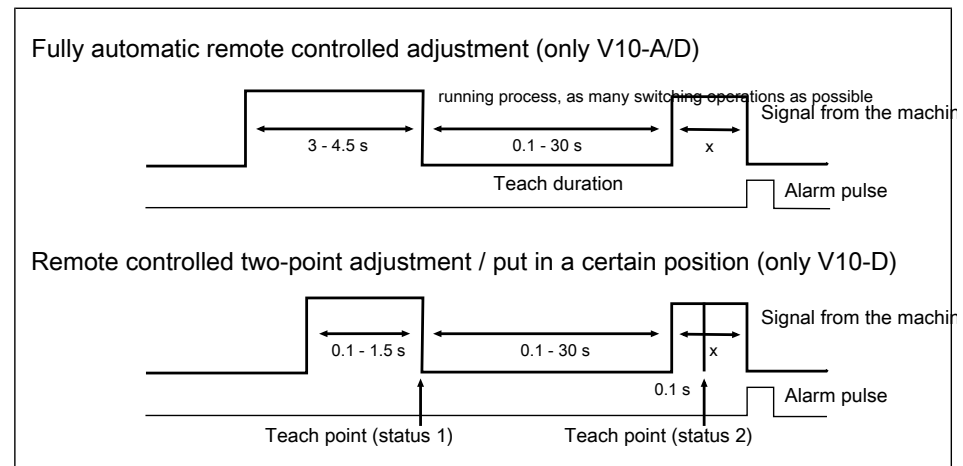 Fully automatic remote controlled adjustment (only V10-A/D)
running process, as many switching operations as possible
Signal from the machin
3 - 4.5 s
0.1 - 30 s
x
Teach duration
Alarm pulse
Remote controlled two-point adjustment / put in a certain position (only V10-D)
Signal from the machin
0.1 - 1.5 s
0.1 - 30 s
x
0.1 s
Alarm pulse
Teach point (status 1)
Teach point (status 2)